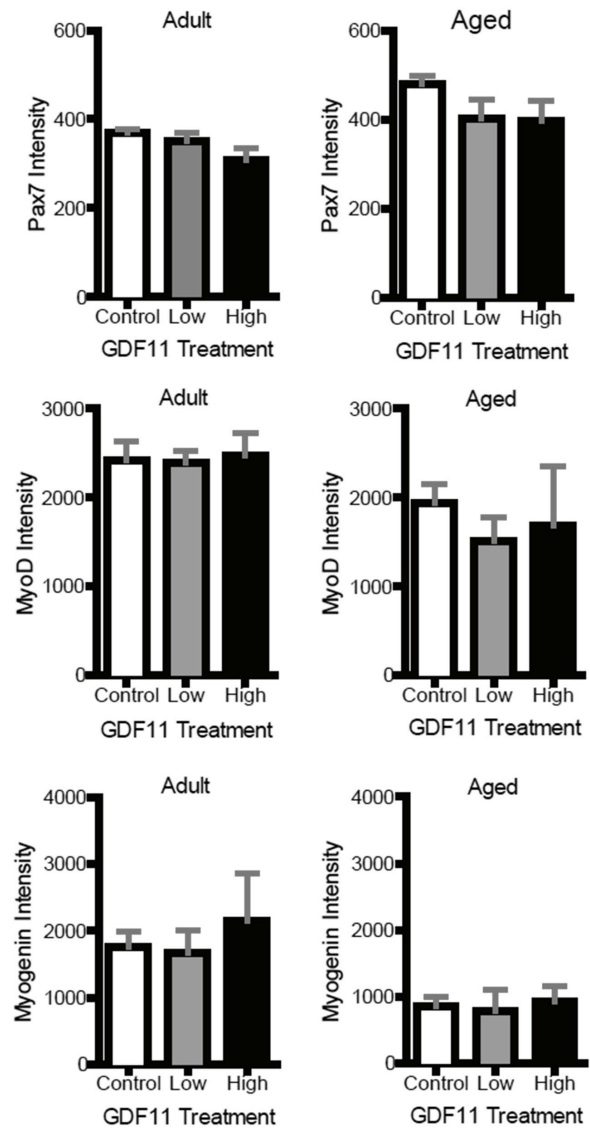 Adult
600
400
200
0
Pax7 Intensity
Control Low High
GDF11 Treatment
Aged
600
400
200
0
Pax7 Intensity
Control Low High
GDF11 Treatment
Adult
3000
2000
1000
0
MyoD Intensity
Control Low High
GDF11 Treatment
Aged
3000
2000
1000
0
MyoD Intensity
Control Low High
GDF11 Treatment
Adult
4000
3000
2000
1000
0
Myogenin Intensity
Control Low High
GDF11 Treatment
Aged
4000
3000
2000
1000
0
Myogenin Intensity
Control Low High
GDF11 Treatment